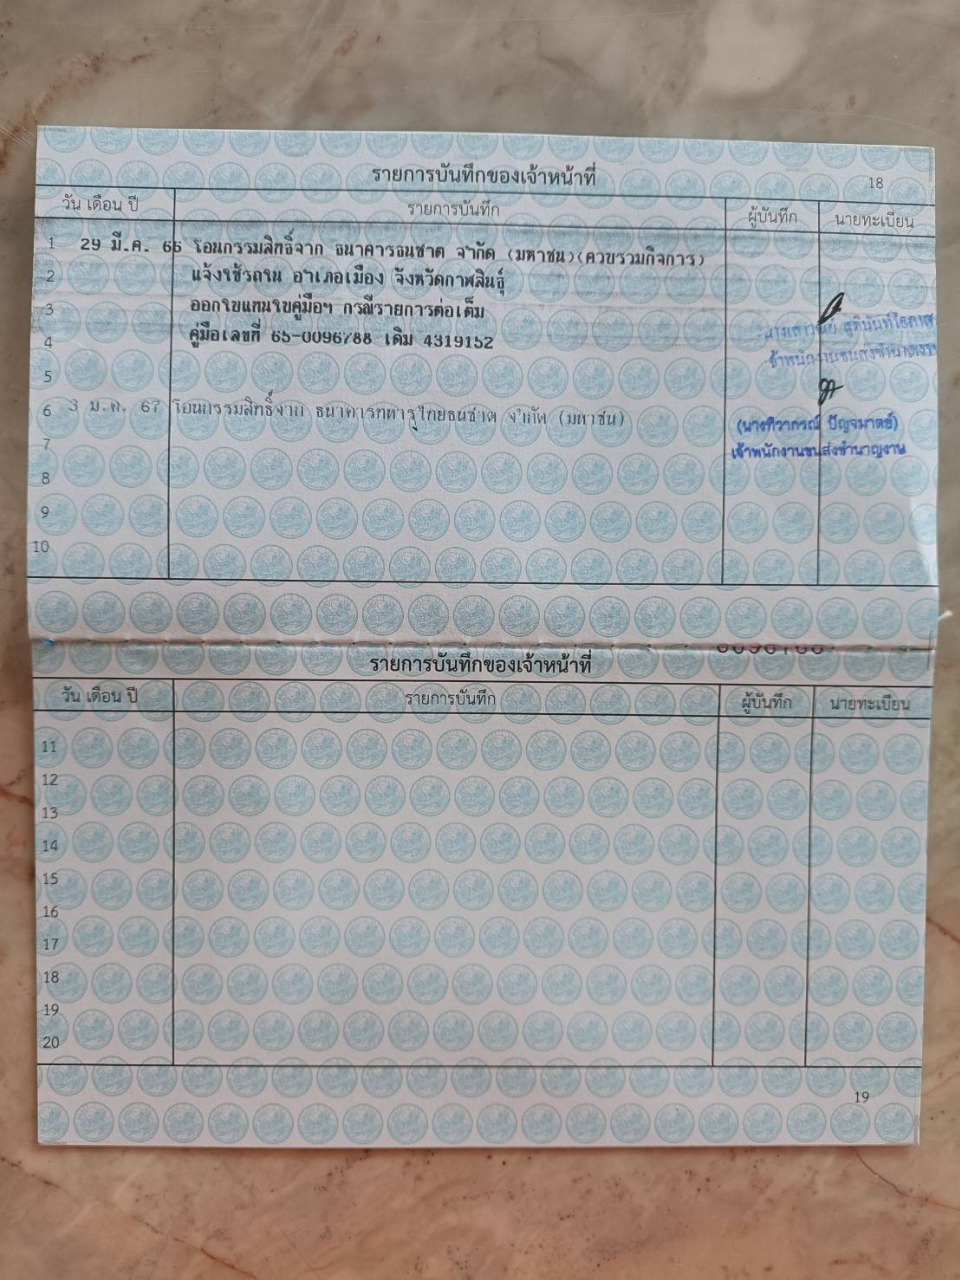 รายการบันทึกของเจ้าหน้าที่
18
วัน เดือน ปี รายการบันทึก ผู้บันทึก นายทะเบียน
1 29 มี.ค. 65 โอนกรรมสิทธิ์จาก ธนาคารธนชาต จำกัด (มหาชน)(ควบรวมกิจการ)
2 แจ้งใช้รถใน อำเภอเมือง จังหวัดกาฬสินธุ์
3 ออกใบแทนใบคู่มือฯ กรณีรายการต่อเต็ม
4 คู่มือเลขที่ 65-0096788 เดิม 4319152
5
6 3 ม.ค. 67 โอนกรรมสิทธิ์จาก ธนาคารทหารไทยธนชาต จำกัด (มหาชน)
(นางทิวาภรณ์ ปัญจมาตย์)
7
เจ้าพนักงานขนส่งชำนาญงาน
8
9
10
0096788
รายการบันทึกของเจ้าหน้าที่
วัน เดือน ปี รายการบันทึก ผู้บันทึก นายทะเบียน
11
12
13
14
15
16
17
18
19
20
19